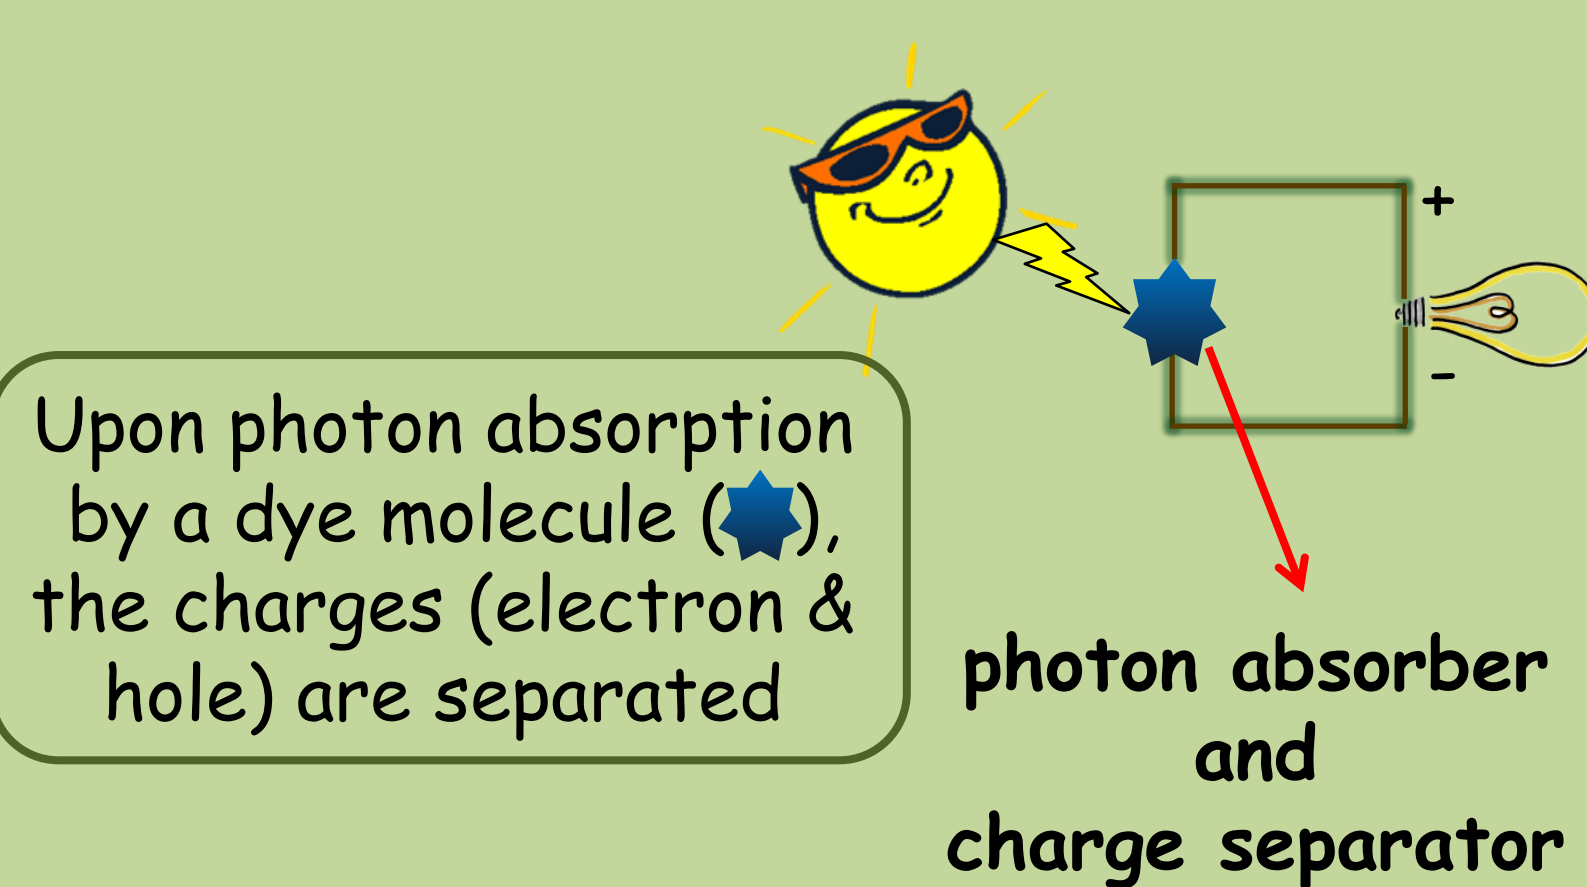 +
-
Upon photon absorption
by a dye molecule ( ),
the charges (electron &
hole) are separated
photon absorber
and
charge separator